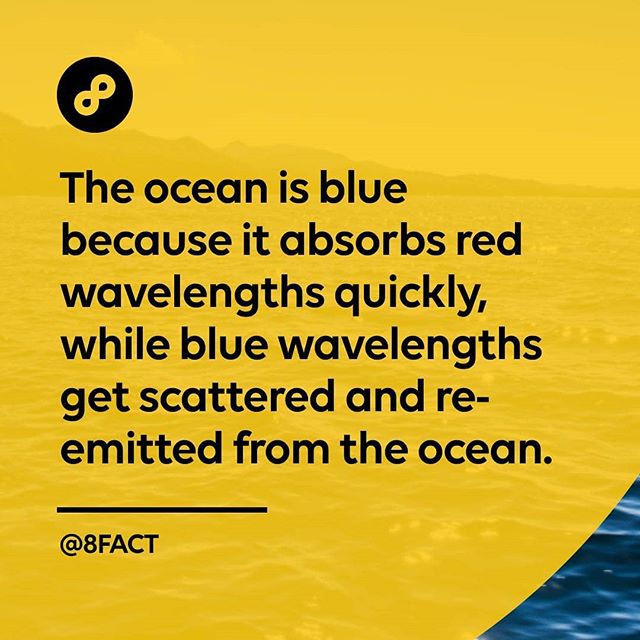 The ocean is blue
because it absorbs red
wavelengths quickly,
while blue wavelengths
get scattered and re-
emitted from the ocean.
@8FACT